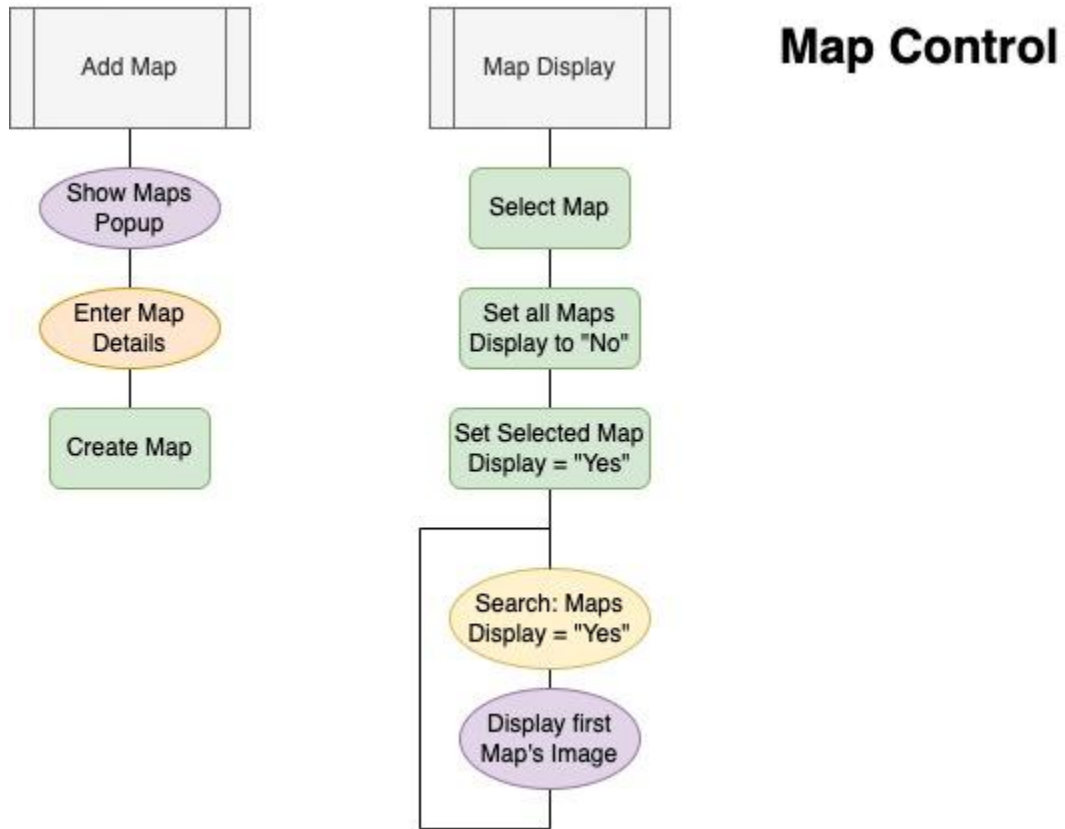 Map Control
Add Map
Show Maps
Popup
Enter Map
Details
Create Map
Map Display
Select Map
Set all Maps
Display to "No"
Set Selected Map
Display = "Yes"
Search: Maps
Display = "Yes"
Display first
Map's Image